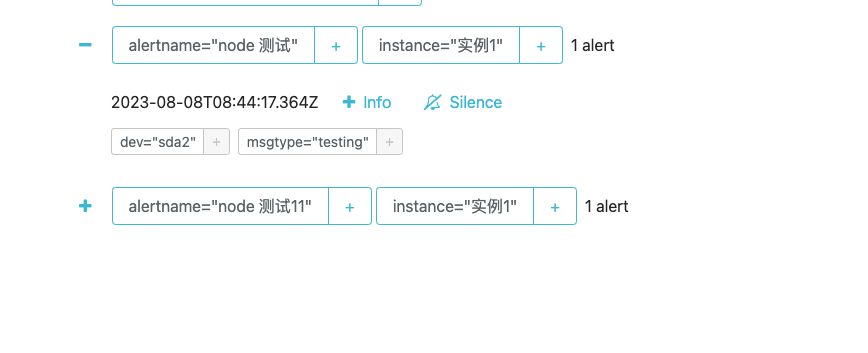 alertname="node 测试" + instance="实例1" + 1 alert
2023-08-08T08:44:17.364Z + Info Silence
dev="sda2" + msgtype="testing" +
alertname="node 测试11" + instance="实例1" + 1 alert